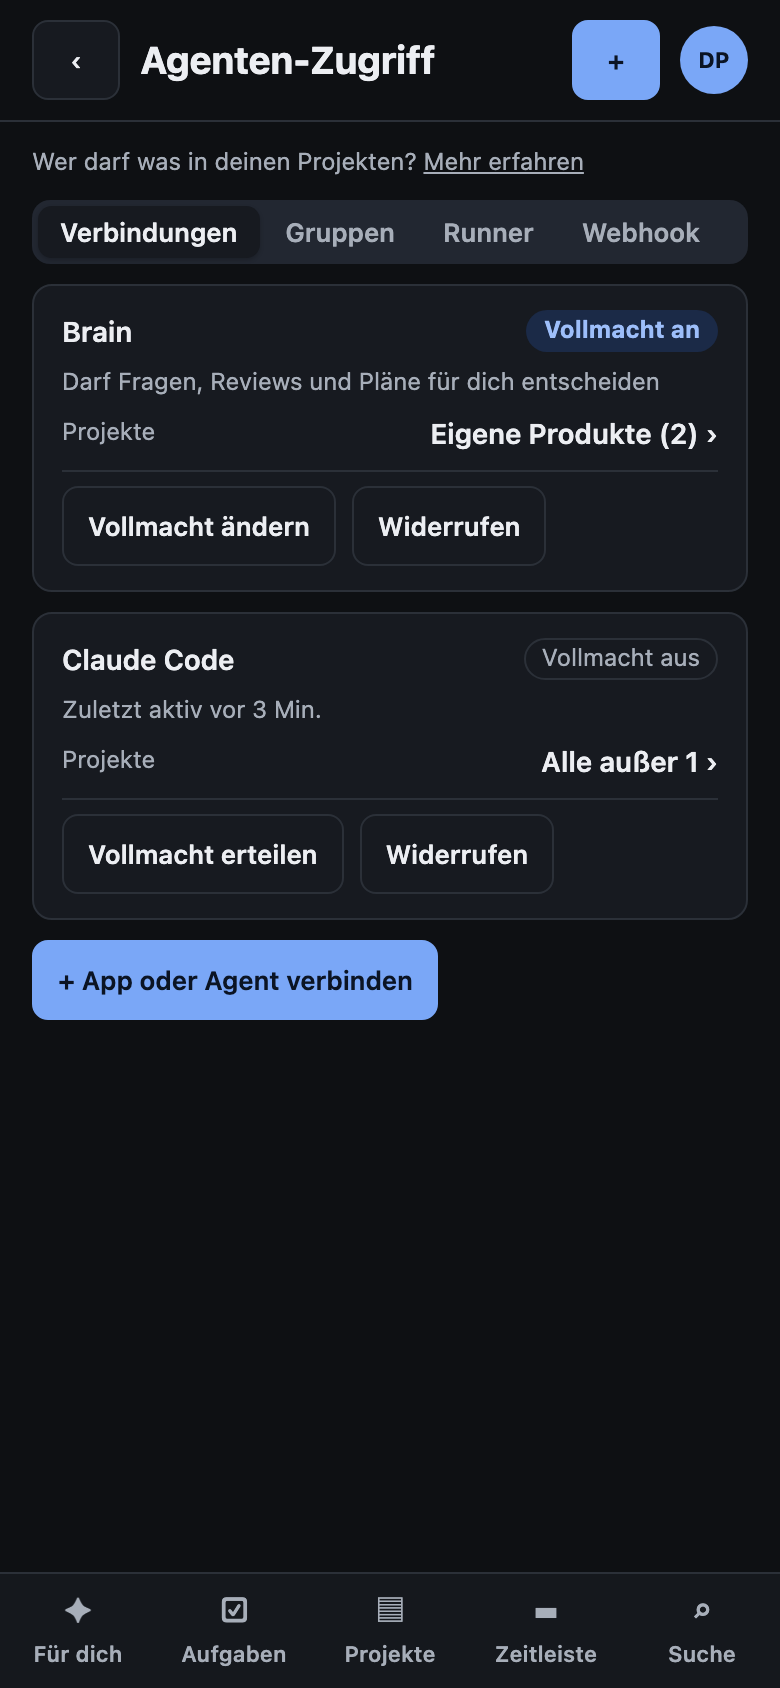 ‹ Agenten-Zugriff + DP
Wer darf was in deinen Projekten? Mehr erfahren
Verbindungen Gruppen Runner Webhook
Brain Vollmacht an
Darf Fragen, Reviews und Pläne für dich entscheiden
Projekte Eigene Produkte (2) ›
Vollmacht ändern Widerrufen
Claude Code Vollmacht aus
Zuletzt aktiv vor 3 Min.
Projekte Alle außer 1 ›
Vollmacht erteilen Widerrufen
+ App oder Agent verbinden
Für dich Aufgaben Projekte Zeitleiste Suche